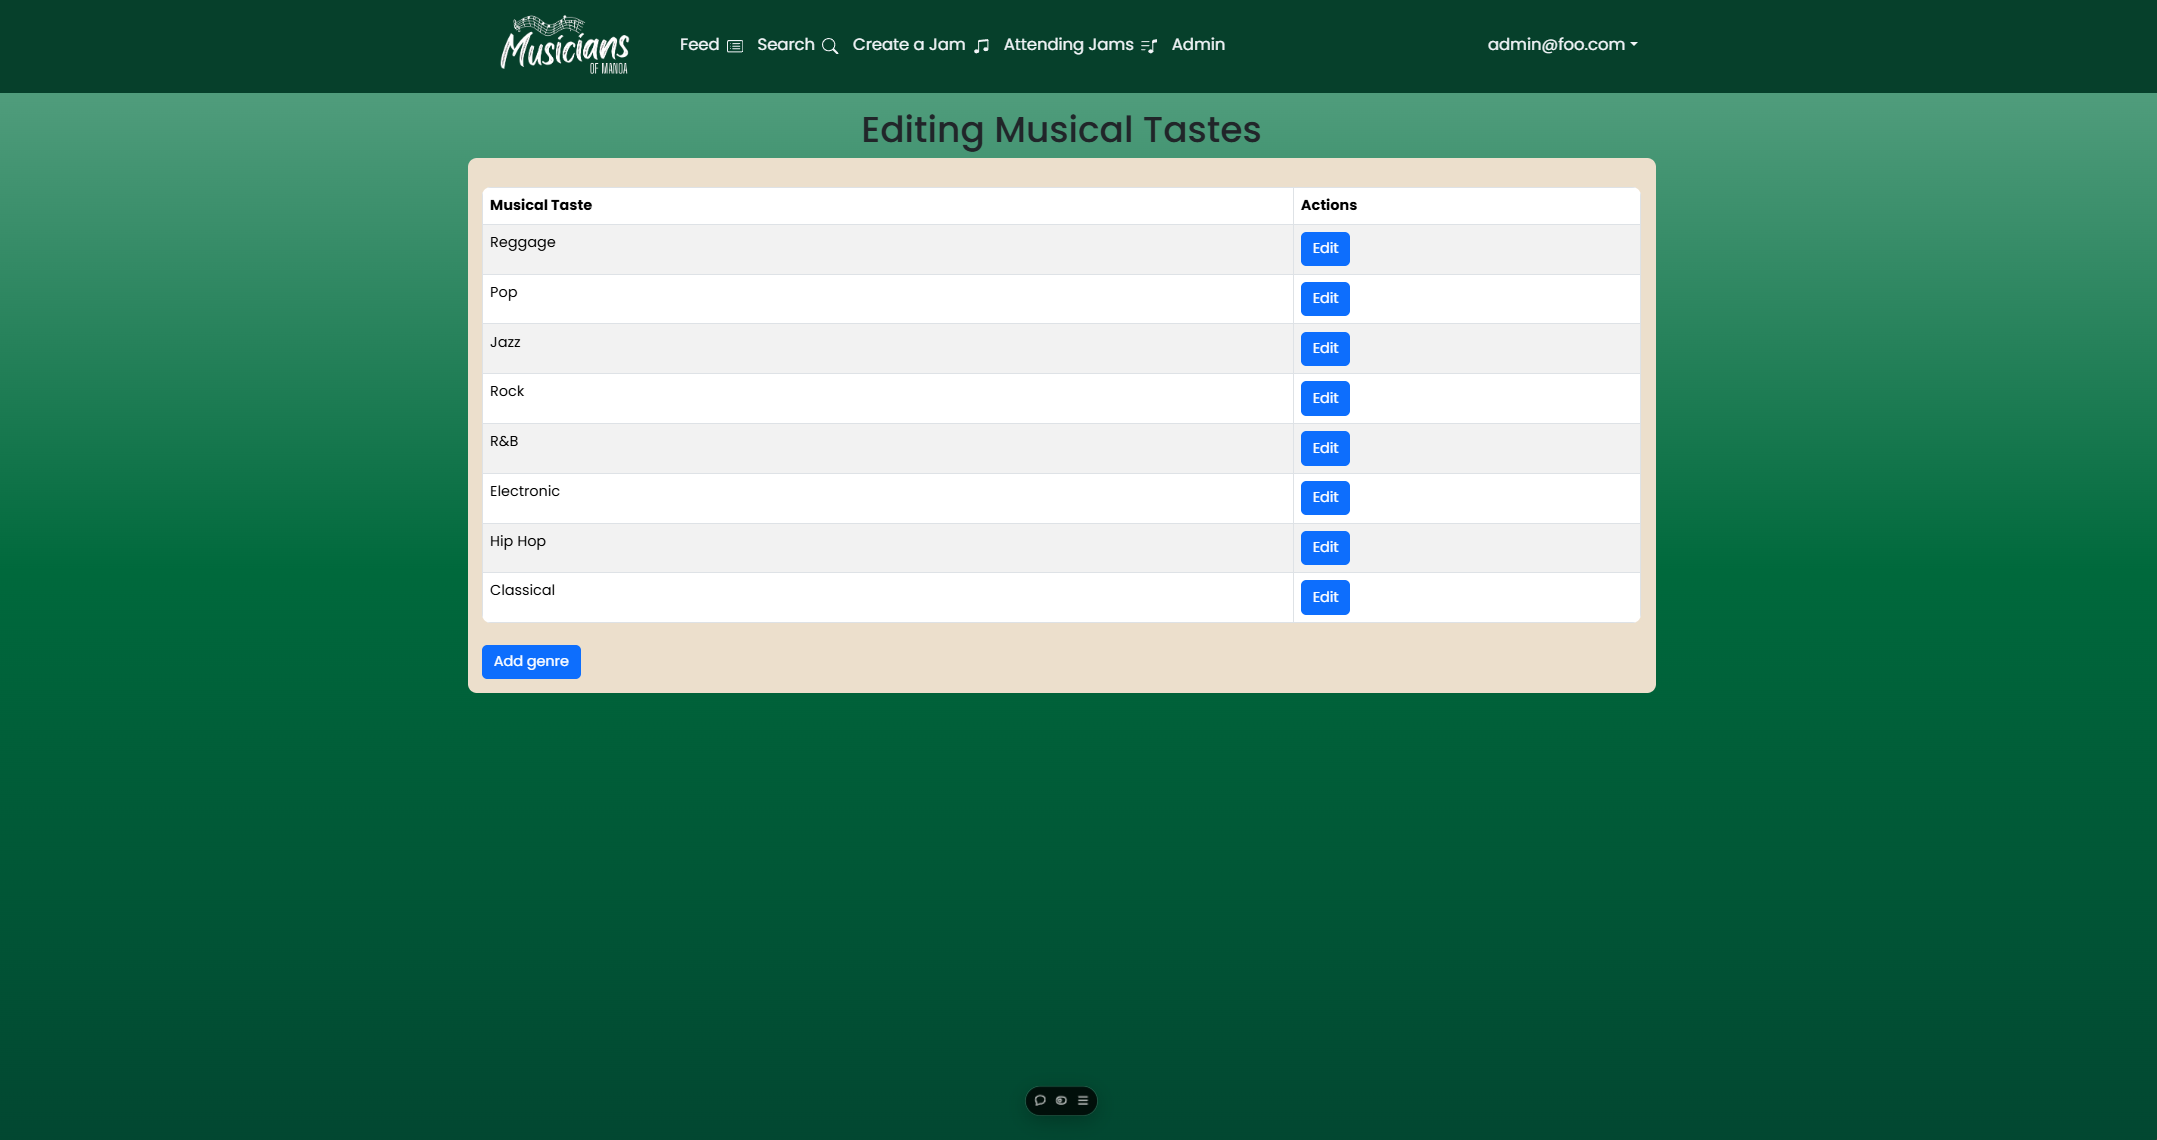 Musicians
OF MANOA
Feed Search Create a Jam Attending Jams Admin admin@foo.com
Editing Musical Tastes
Musical Taste Actions
Reggage Edit
Pop Edit
Jazz Edit
Rock Edit
R&B Edit
Electronic Edit
Hip Hop Edit
Classical Edit
Add genre